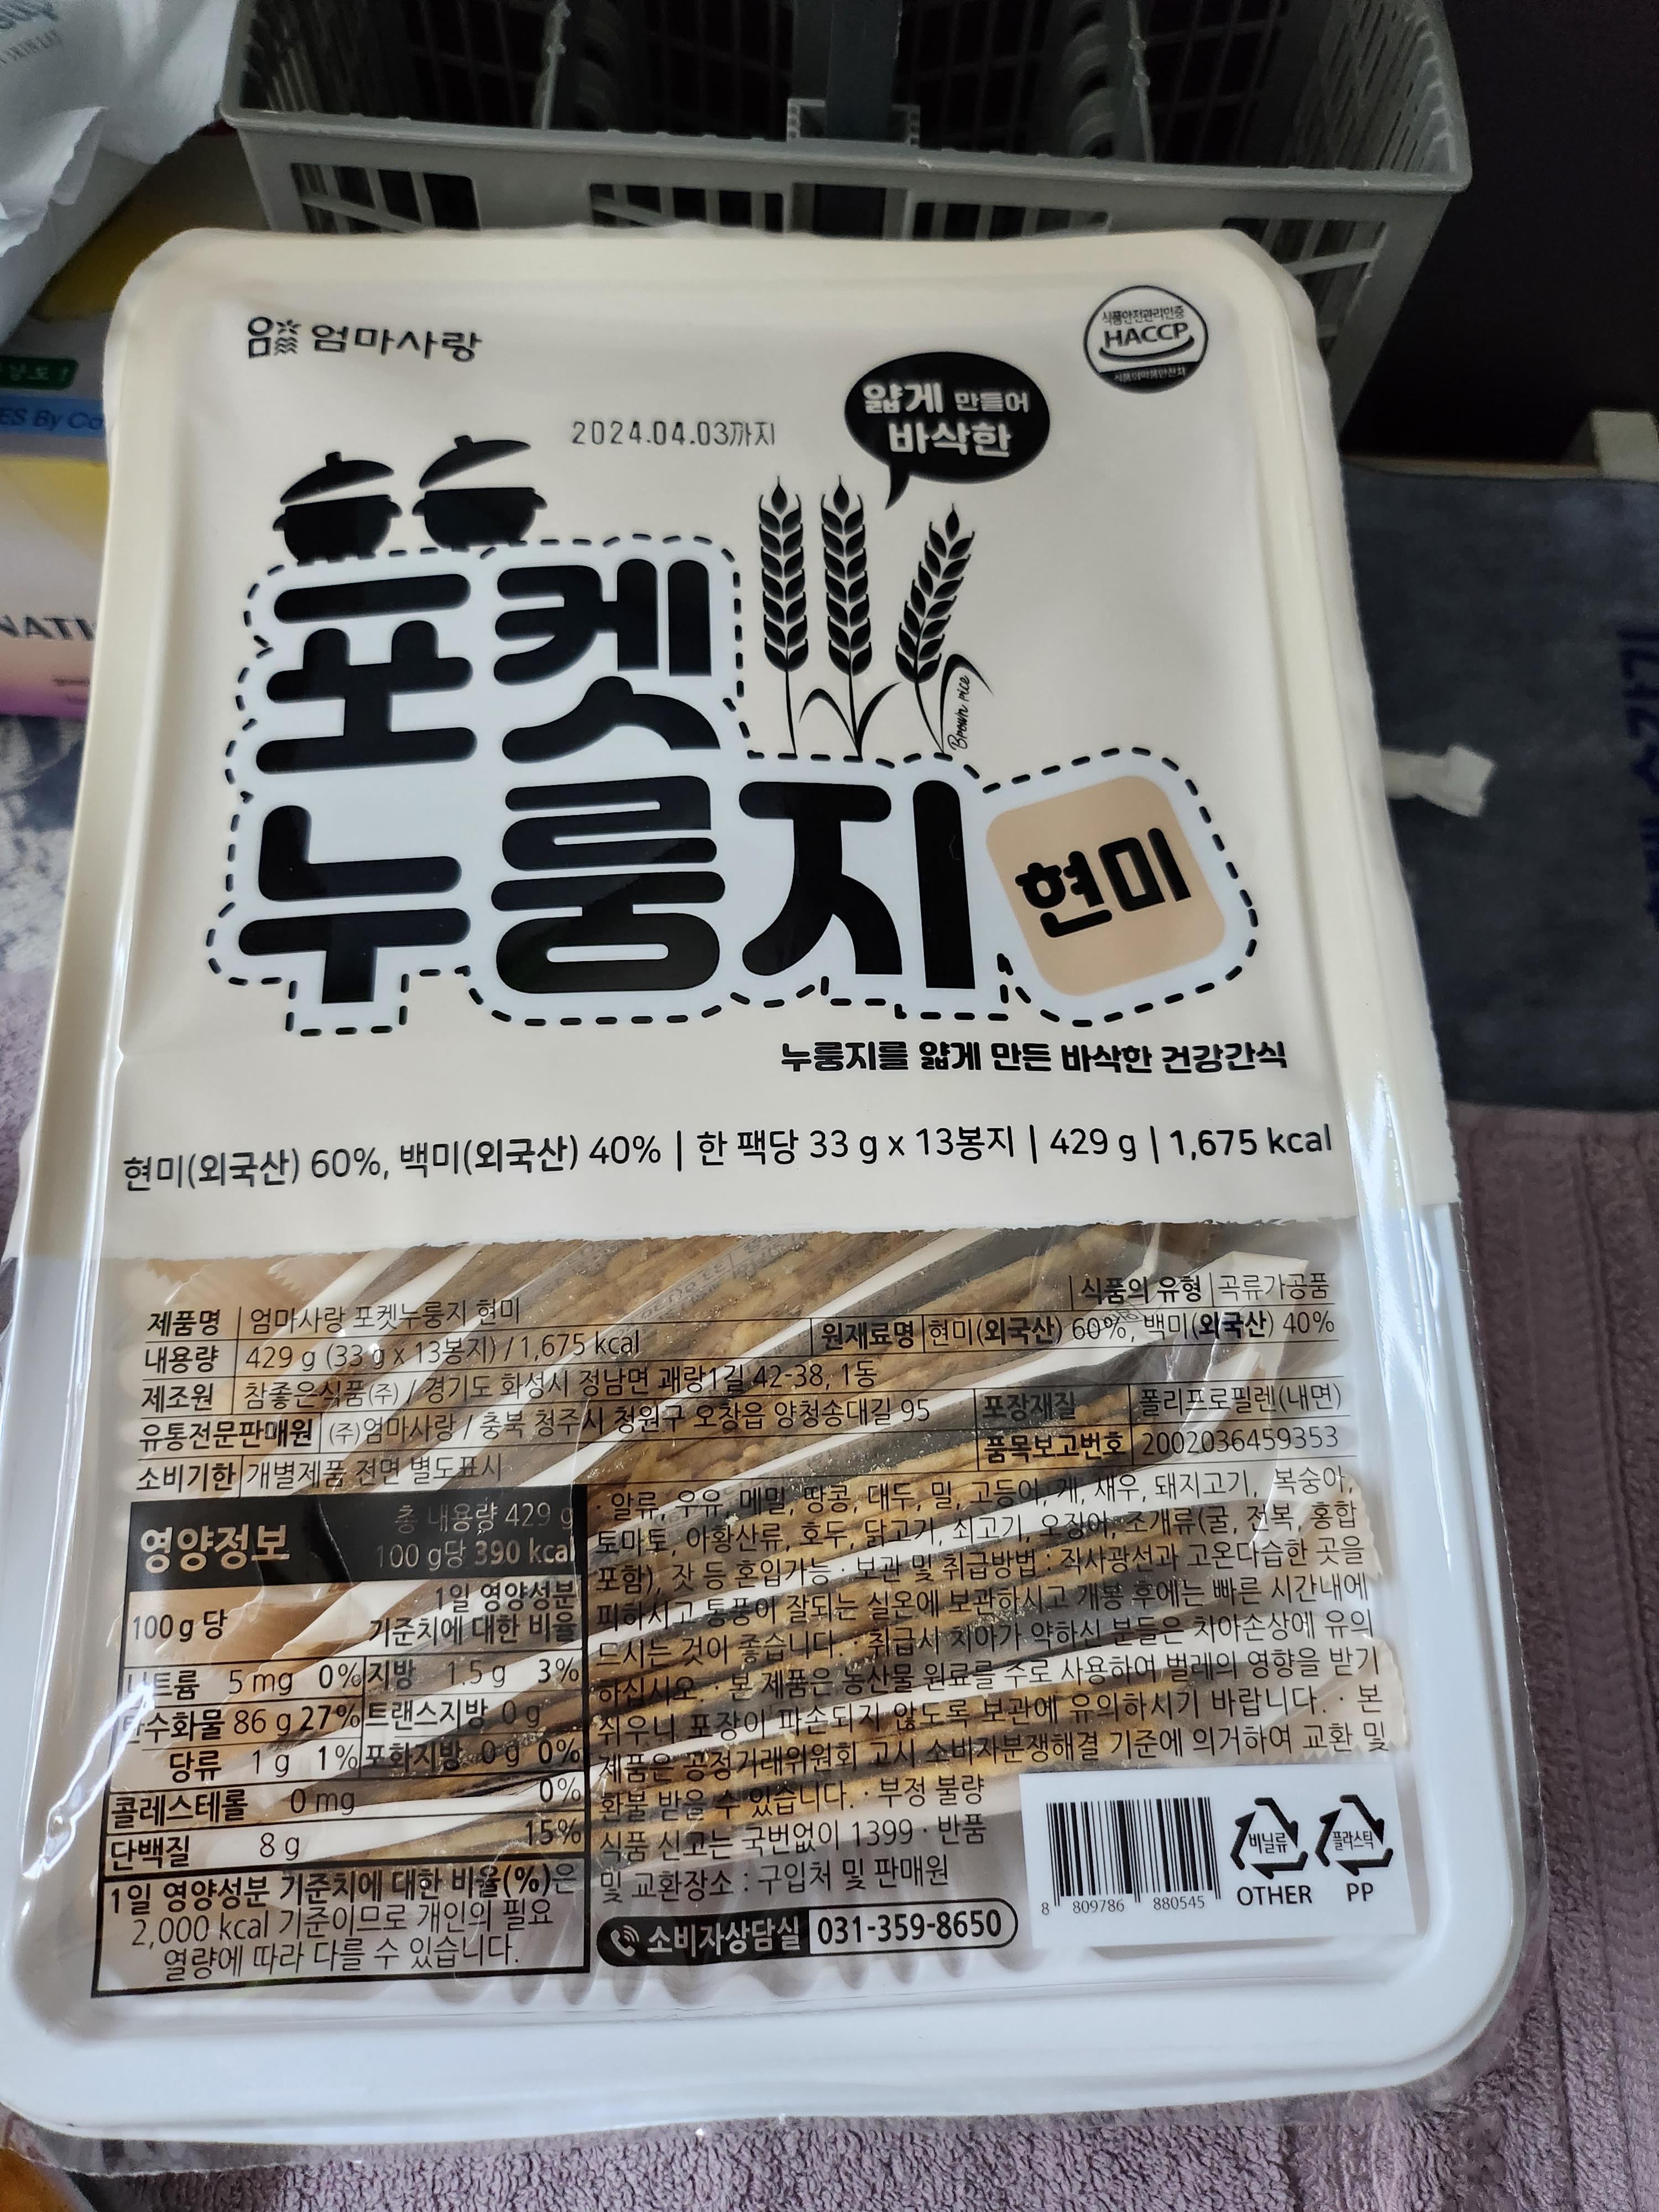 엄마사랑
식품안전관리인증
HACCP
식품의약품안전처
2024.04.03까지
얇게 만들어
바삭한
Brown rice
포켓
누룽지
현미
누룽지를 얇게 만든 바삭한 건강간식
현미(외국산) 60%, 백미(외국산) 40% | 한 팩당 33 g x 13봉지 | 429 g | 1,675 kcal
식품의 유형 | 곡류가공품
제품명 | 엄마사랑 포켓누룽지 현미
내용량 | 429 g (33 g x 13봉지) / 1,675 kcal
원재료명 | 현미(외국산) 60%, 백미(외국산) 40%
제조원 | 참좋은식품(주) / 경기도 화성시 정남면 괘랑1길 42-38, 1동
유통전문판매원 | (주)엄마사랑 / 충북 청주시 청원구 오창읍 양청송대길 95
포장재질 | 폴리프로필렌(내면)
소비기한 | 개별제품 전면 별도표시
품목보고번호 | 2002036459353
영양정보
총 내용량 429 g
100 g당 390 kcal
100 g 당
1일 영양성분
기준치에 대한 비율
나트륨 5 mg 0% 지방 1.5 g 3%
탄수화물 86 g 27% 트랜스지방 0 g
당류 1 g 1% 포화지방 0 g 0%
콜레스테롤 0 mg 0%
단백질 8 g 15%
1일 영양성분 기준치에 대한 비율(%)은
2,000 kcal 기준이므로 개인의 필요
열량에 따라 다를 수 있습니다.
· 알류, 우유, 메밀, 땅콩, 대두, 밀, 고등어, 게, 새우, 돼지고기, 복숭아,
토마토, 아황산류, 호두, 닭고기, 쇠고기, 오징어, 조개류(굴, 전복, 홍합
포함), 잣 등 혼입가능 · 보관 및 취급방법 : 직사광선과 고온다습한 곳을
피하시고 통풍이 잘되는 실온에 보관하시고 개봉 후에는 빠른 시간내에
드시는 것이 좋습니다. · 취급시 치아가 약하신 분들은 치아손상에 유의
하십시오. · 본 제품은 농산물 원료를 주로 사용하여 벌레의 영향을 받기
쉬우니 포장이 파손되지 않도록 보관에 유의하시기 바랍니다. · 본
제품은 공정거래위원회 고시 소비자분쟁해결 기준에 의거하여 교환 및
환불 받을 수 있습니다. · 부정 불량
식품 신고는 국번없이 1399 · 반품
및 교환장소 : 구입처 및 판매원
소비자상담실 031-359-8650
8 809786 880545
비닐류
OTHER
플라스틱
PP
ES By Co
NATI